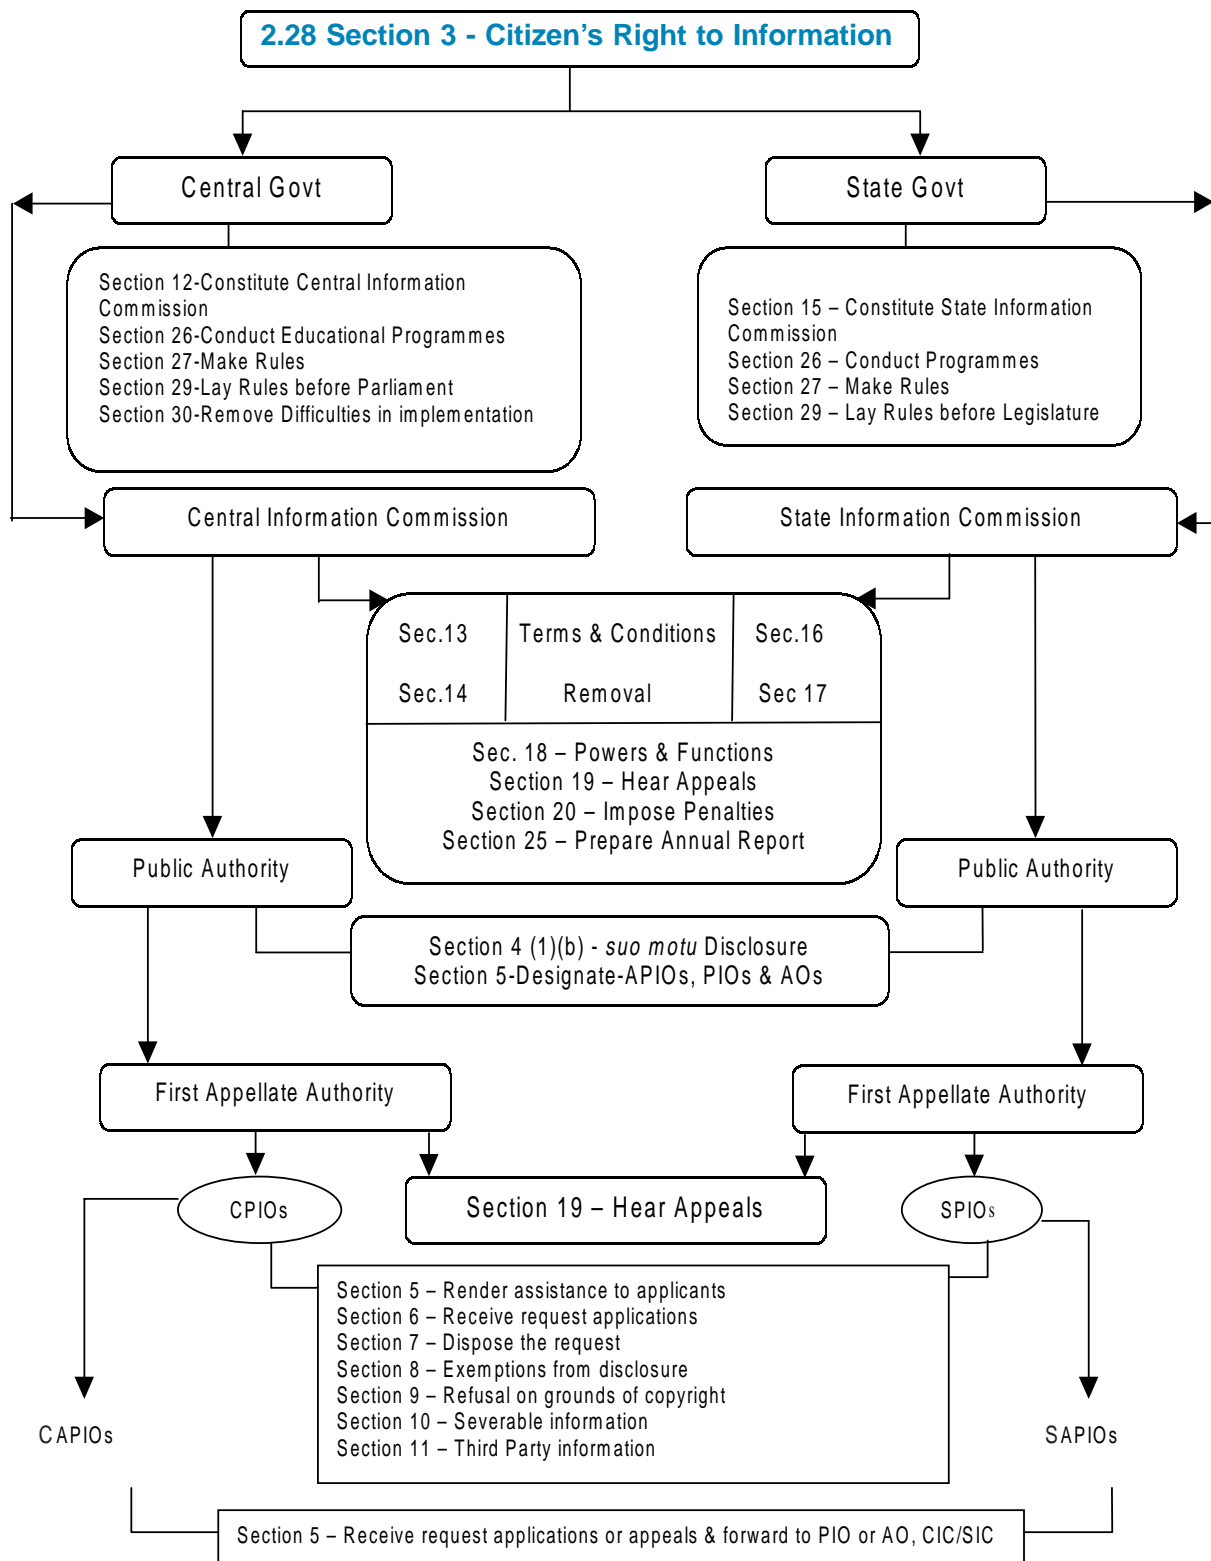 2.28 Section 3 - Citizen's Right to Information
Central Govt
State Govt
Section 12-Constitute Central Information
Commission
Section 26-Conduct Educational Programmes
Section 27-Make Rules
Section 29-Lay Rules before Parliament
Section 30-Remove Difficulties in implementation
Section 15 – Constitute State Information
Commission
Section 26 – Conduct Programmes
Section 27 – Make Rules
Section 29 – Lay Rules before Legislature
Central Information Commission
State Information Commission
Sec.13 Terms & Conditions Sec.16
Sec.14 Removal Sec 17
Sec. 18 – Powers & Functions
Section 19 – Hear Appeals
Section 20 – Impose Penalties
Section 25 – Prepare Annual Report
Public Authority
Public Authority
Section 4 (1)(b) - suo motu Disclosure
Section 5-Designate-APIOs, PIOs & AOs
First Appellate Authority
First Appellate Authority
CPIOs
Section 19 – Hear Appeals
SPIOs
Section 5 – Render assistance to applicants
Section 6 – Receive request applications
Section 7 – Dispose the request
Section 8 – Exemptions from disclosure
Section 9 – Refusal on grounds of copyright
Section 10 – Severable information
Section 11 – Third Party information
CAPIOs
SAPIOs
Section 5 – Receive request applications or appeals & forward to PIO or AO, CIC/SIC